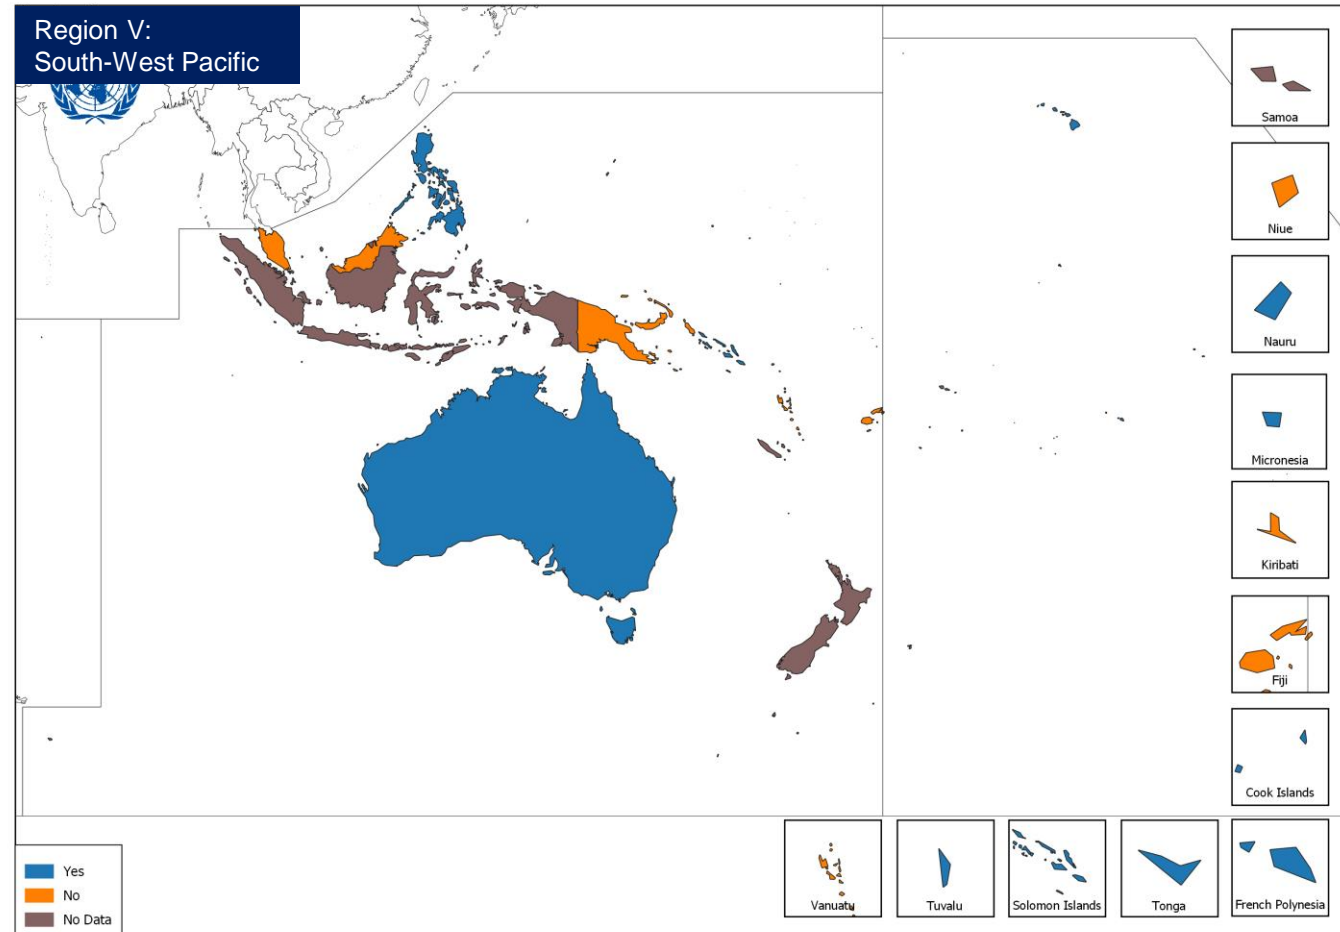 Region V:
South-West Pacific
Samoa
Niue
Nauru
Micronesia
Kiribati
Fiji
Cook Islands
Vanuatu
Tuvalu
Solomon Islands
Tonga
French Polynesia
Yes
No
No Data